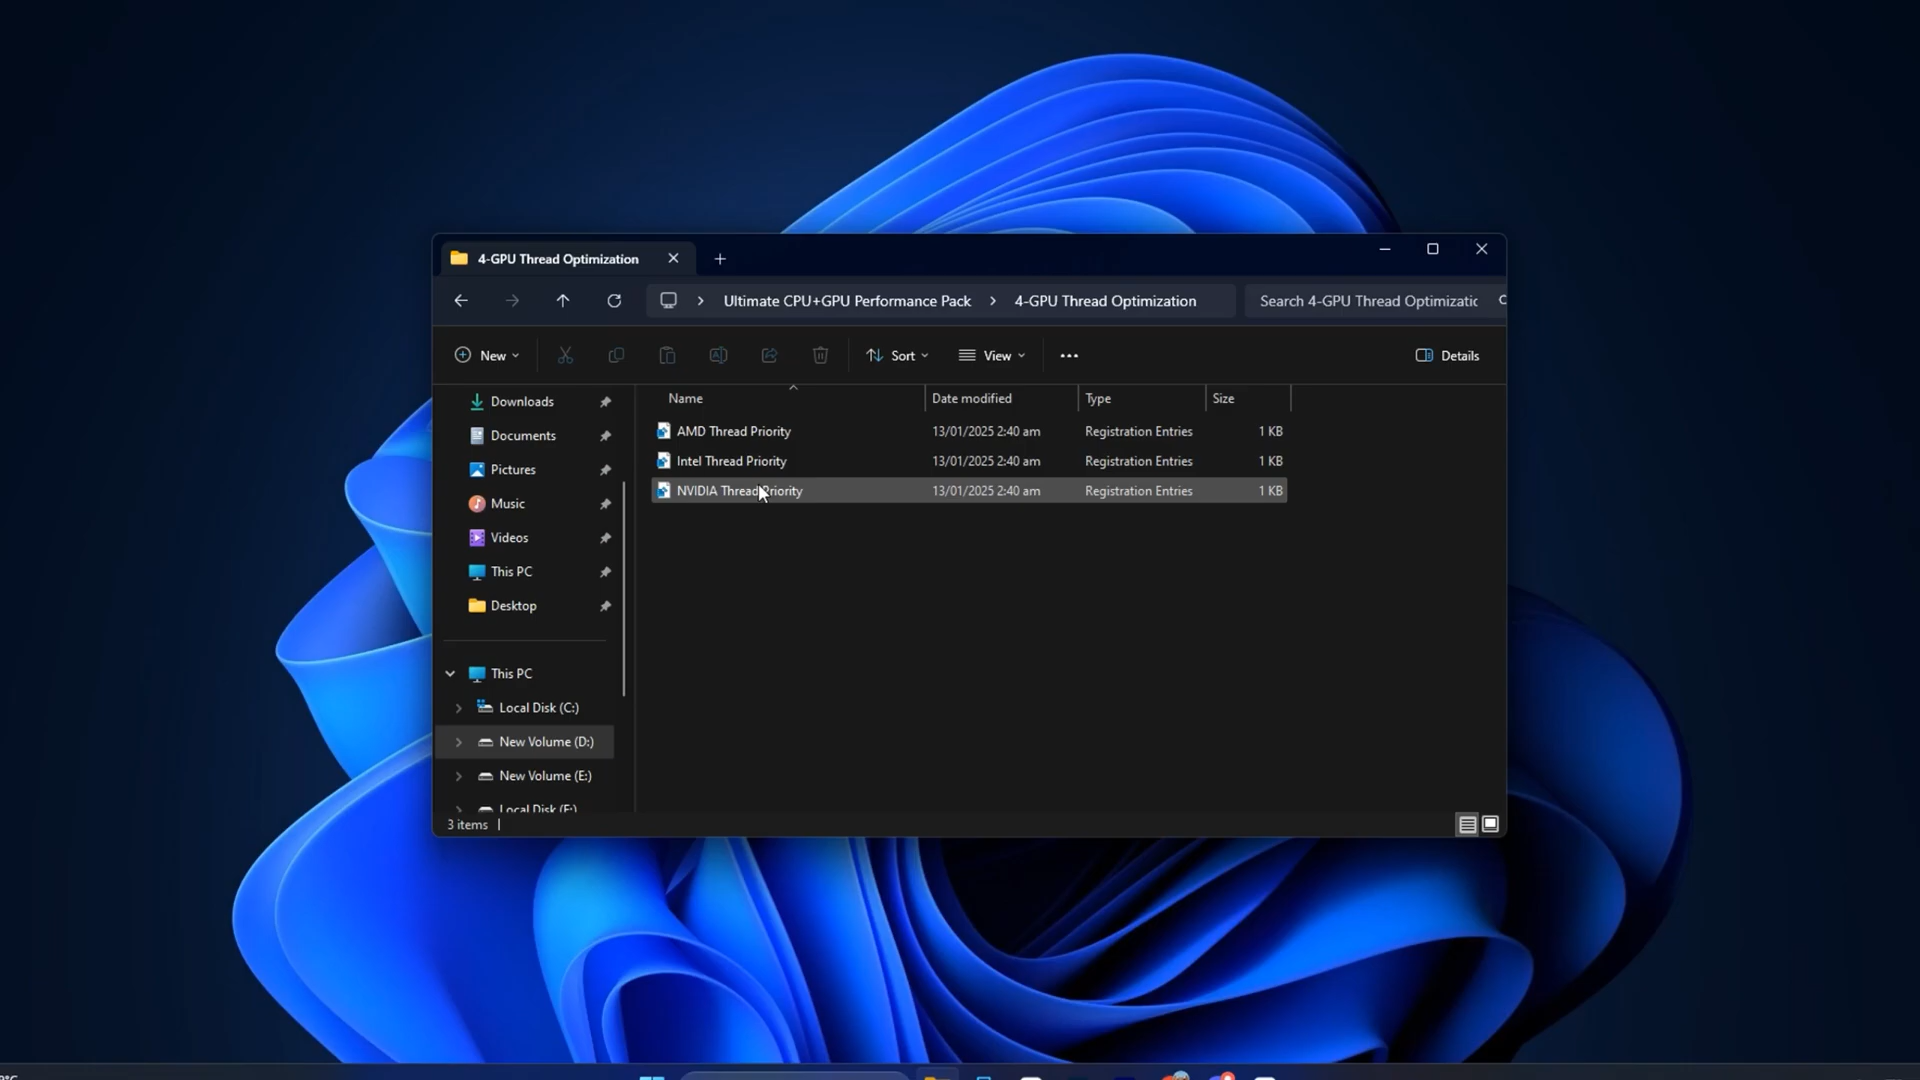 4-GPU Thread Optimization
Ultimate CPU+GPU Performance Pack
4-GPU Thread Optimization
Search 4-GPU Thread Optimizatic
New
Sort
View
Details
Name
Date modified
Type
Size
AMD Thread Priority
13/01/2025 2:40 am
Registration Entries
1 KB
Intel Thread Priority
13/01/2025 2:40 am
Registration Entries
1 KB
NVIDIA Thread Priority
13/01/2025 2:40 am
Registration Entries
1 KB
Downloads
Documents
Pictures
Music
Videos
This PC
Desktop
This PC
Local Disk (C:)
New Volume (D:)
New Volume (E:)
Local Disk (F:)
3 items